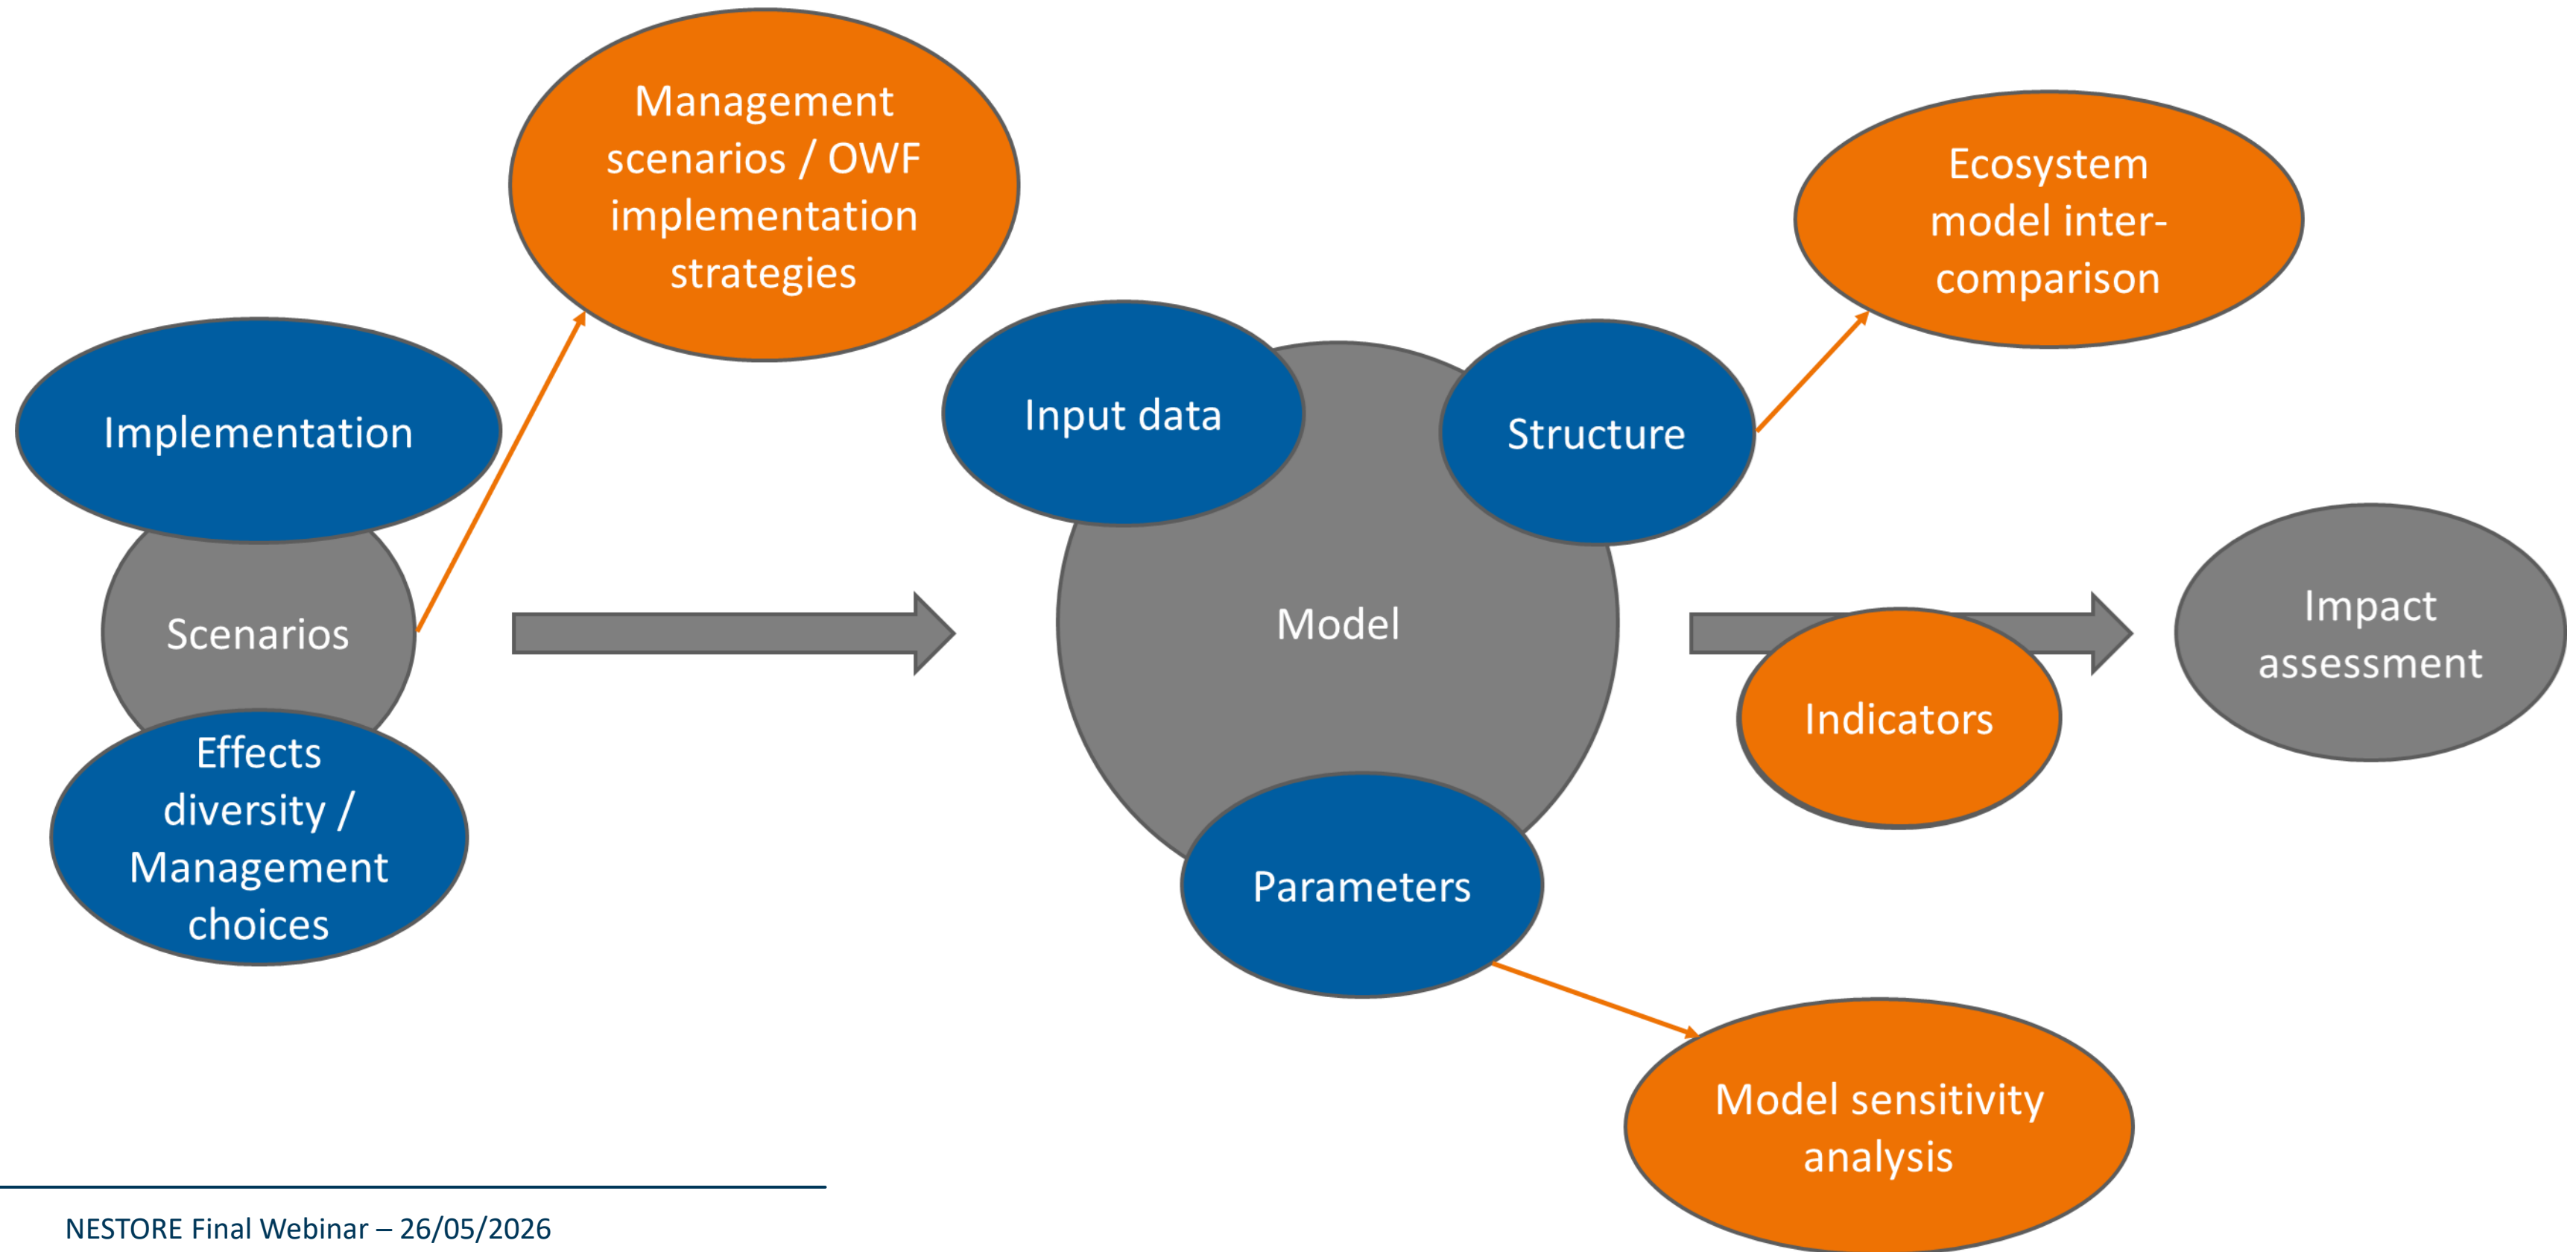 Management
scenarios / OWF
implementation
strategies
Ecosystem
model inter-
comparison
Implementation
Input data
Structure
Scenarios
Model
Impact
assessment
Indicators
Effects
diversity /
Management
choices
Parameters
Model sensitivity
analysis
NESTORE Final Webinar – 26/05/2026